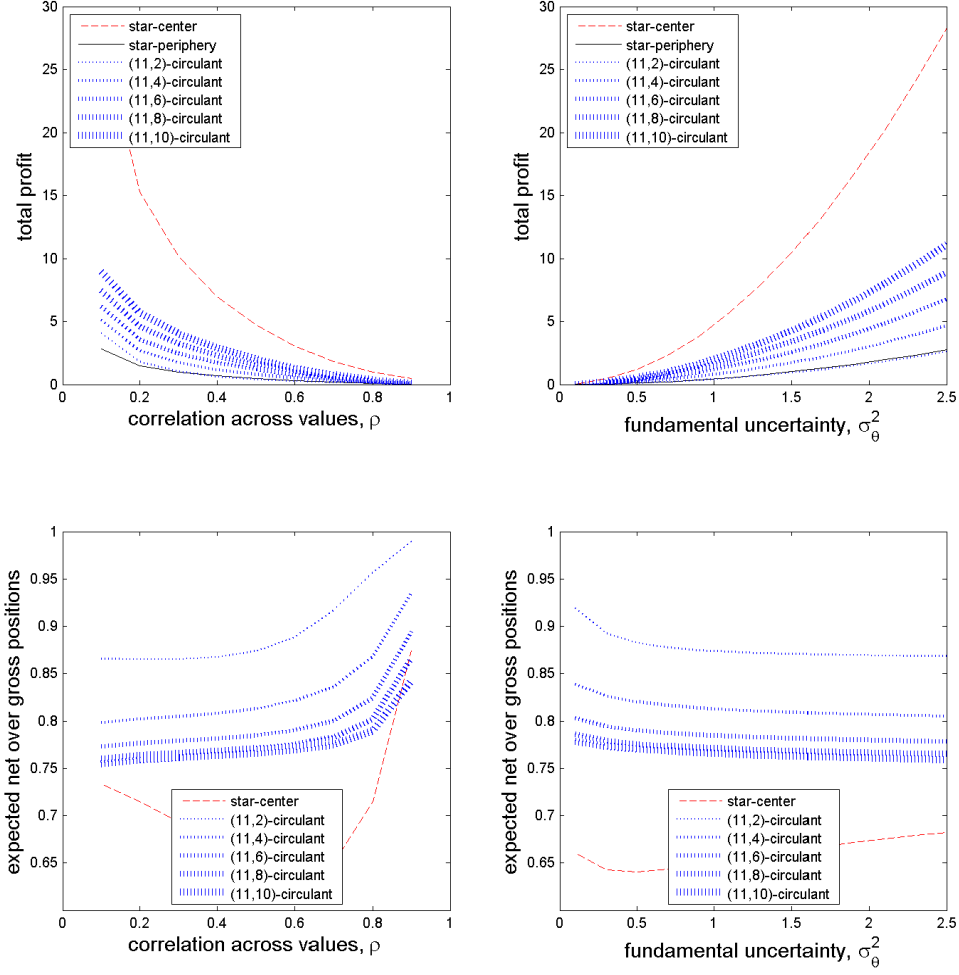 30
25
20
15
10
5
0
0
0.2
0.4
0.6
0.8
1
total profit
correlation across values, ρ
star-center
star-periphery
(11,2)-circulant
(11,4)-circulant
(11,6)-circulant
(11,8)-circulant
(11,10)-circulant
30
25
20
15
10
5
0
0
0.5
1
1.5
2
2.5
total profit
fundamental uncertainty, σ_θ^2
star-center
star-periphery
(11,2)-circulant
(11,4)-circulant
(11,6)-circulant
(11,8)-circulant
(11,10)-circulant
1
0.95
0.9
0.85
0.8
0.75
0.7
0.65
0
0.2
0.4
0.6
0.8
1
expected net over gross positions
correlation across values, ρ
star-center
(11,2)-circulant
(11,4)-circulant
(11,6)-circulant
(11,8)-circulant
(11,10)-circulant
1
0.95
0.9
0.85
0.8
0.75
0.7
0.65
0
0.5
1
1.5
2
2.5
expected net over gross positions
fundamental uncertainty, σ_θ^2
star-center
(11,2)-circulant
(11,4)-circulant
(11,6)-circulant
(11,8)-circulant
(11,10)-circulant